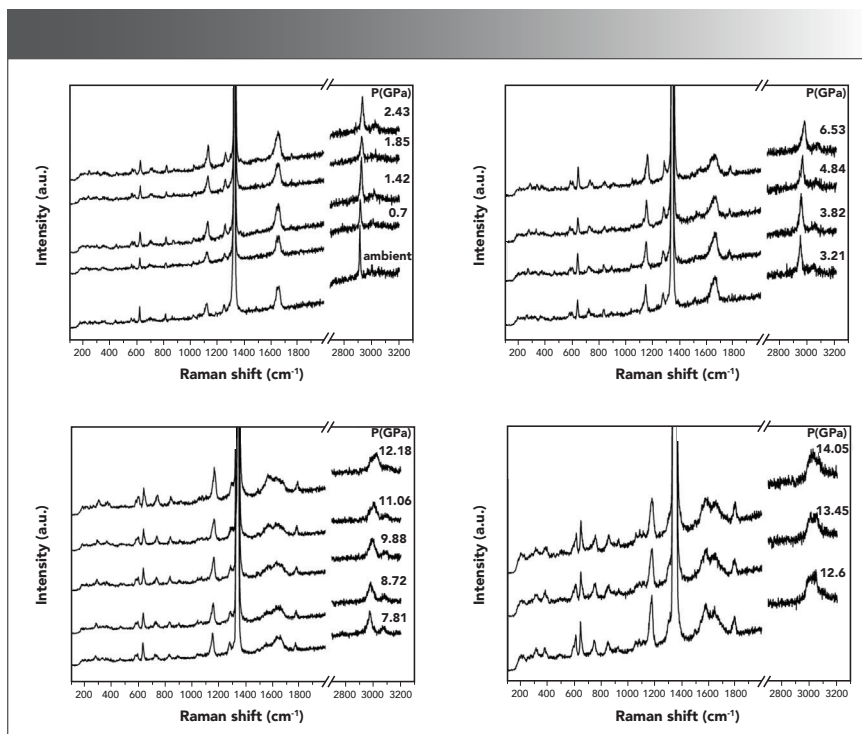 P(GPa)
2.43
1.85
1.42
0.7
ambient
Intensity (a.u.)
200 400 600 800 1000 1200 1400 1600 1800 2800 3000 3200
Raman shift (cm⁻¹)
P(GPa)
6.53
4.84
3.82
3.21
Intensity (a.u.)
200 400 600 800 1000 1200 1400 1600 1800 2800 3000 3200
Raman shift (cm⁻¹)
P(GPa)
12.18
11.06
9.88
8.72
7.81
Intensity (a.u.)
200 400 600 800 1000 1200 1400 1600 1800 2800 3000 3200
Raman shift (cm⁻¹)
P(GPa)
14.05
13.45
12.6
Intensity (a.u.)
200 400 600 800 1000 1200 1400 1600 1800 2800 3000 3200
Raman shift (cm⁻¹)